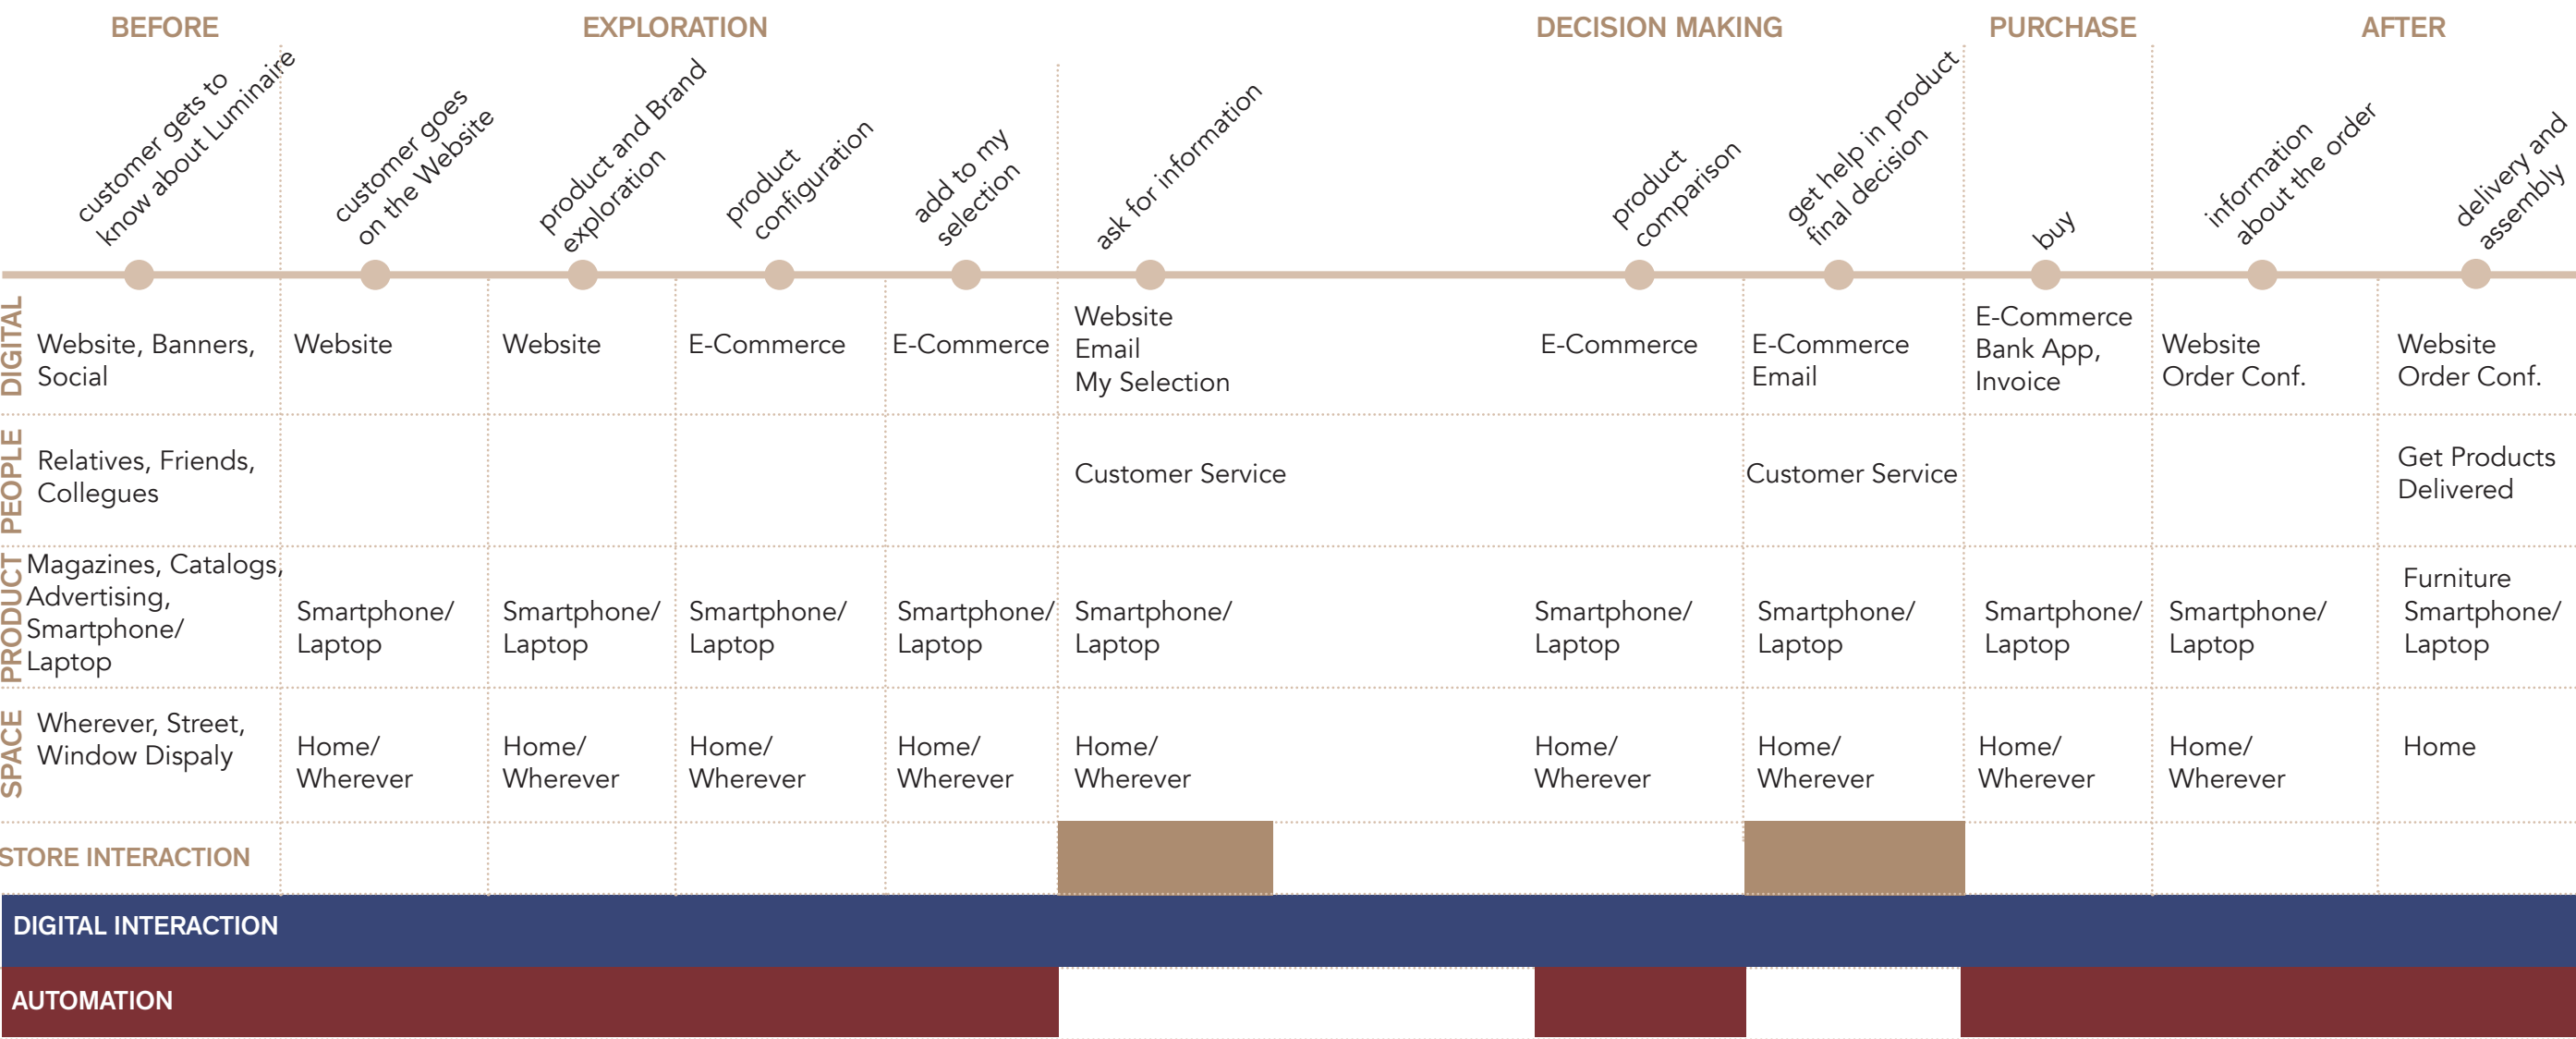 BEFORE
EXPLORATION
DECISION MAKING
PURCHASE
AFTER
customer gets to
know about Luminaire
customer goes
on the Website
product and Brand
exploration
product
configuration
add to my
selection
ask for information
product
comparison
get help in product
final decision
buy
information
about the order
delivery and
assembly
DIGITAL
Website, Banners,
Social
Website
Website
E-Commerce
E-Commerce
Website
Email
My Selection
E-Commerce
E-Commerce
Email
E-Commerce
Bank App,
Invoice
Website
Order Conf.
Website
Order Conf.
PEOPLE
Relatives, Friends,
Collegues
Customer Service
Customer Service
Get Products
Delivered
PRODUCT
Magazines, Catalogs,
Advertising,
Smartphone/
Laptop
Smartphone/
Laptop
Smartphone/
Laptop
Smartphone/
Laptop
Smartphone/
Laptop
Smartphone/
Laptop
Smartphone/
Laptop
Smartphone/
Laptop
Smartphone/
Laptop
Smartphone/
Laptop
Furniture
Smartphone/
Laptop
SPACE
Wherever, Street,
Window Dispaly
Home/
Wherever
Home/
Wherever
Home/
Wherever
Home/
Wherever
Home/
Wherever
Home/
Wherever
Home/
Wherever
Home/
Wherever
Home/
Wherever
Home
STORE INTERACTION
DIGITAL INTERACTION
AUTOMATION